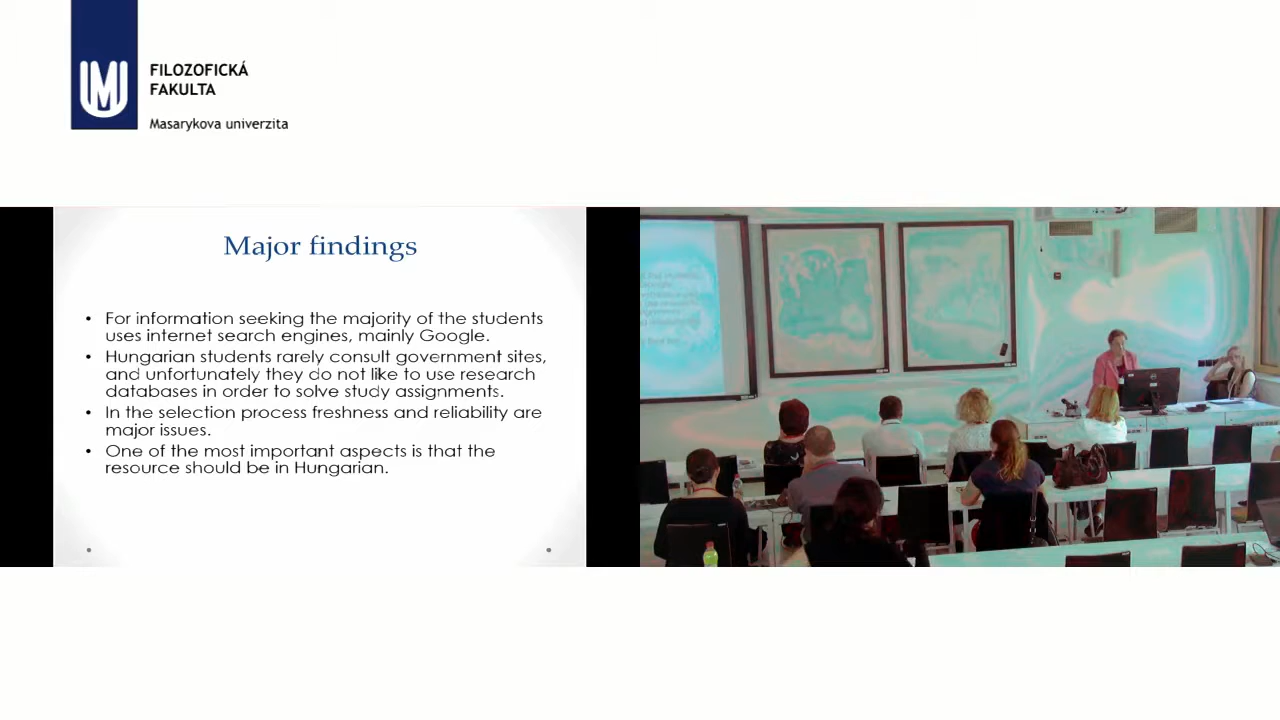 FILOZOFICKÁ
FAKULTA
Masarykova univerzita
Major findings
• For information seeking the majority of the students
uses internet search engines, mainly Google.
• Hungarian students rarely consult government sites,
and unfortunately they do not like to use research
databases in order to solve study assignments.
• In the selection process freshness and reliability are
major issues.
• One of the most important aspects is that the
resource should be in Hungarian.